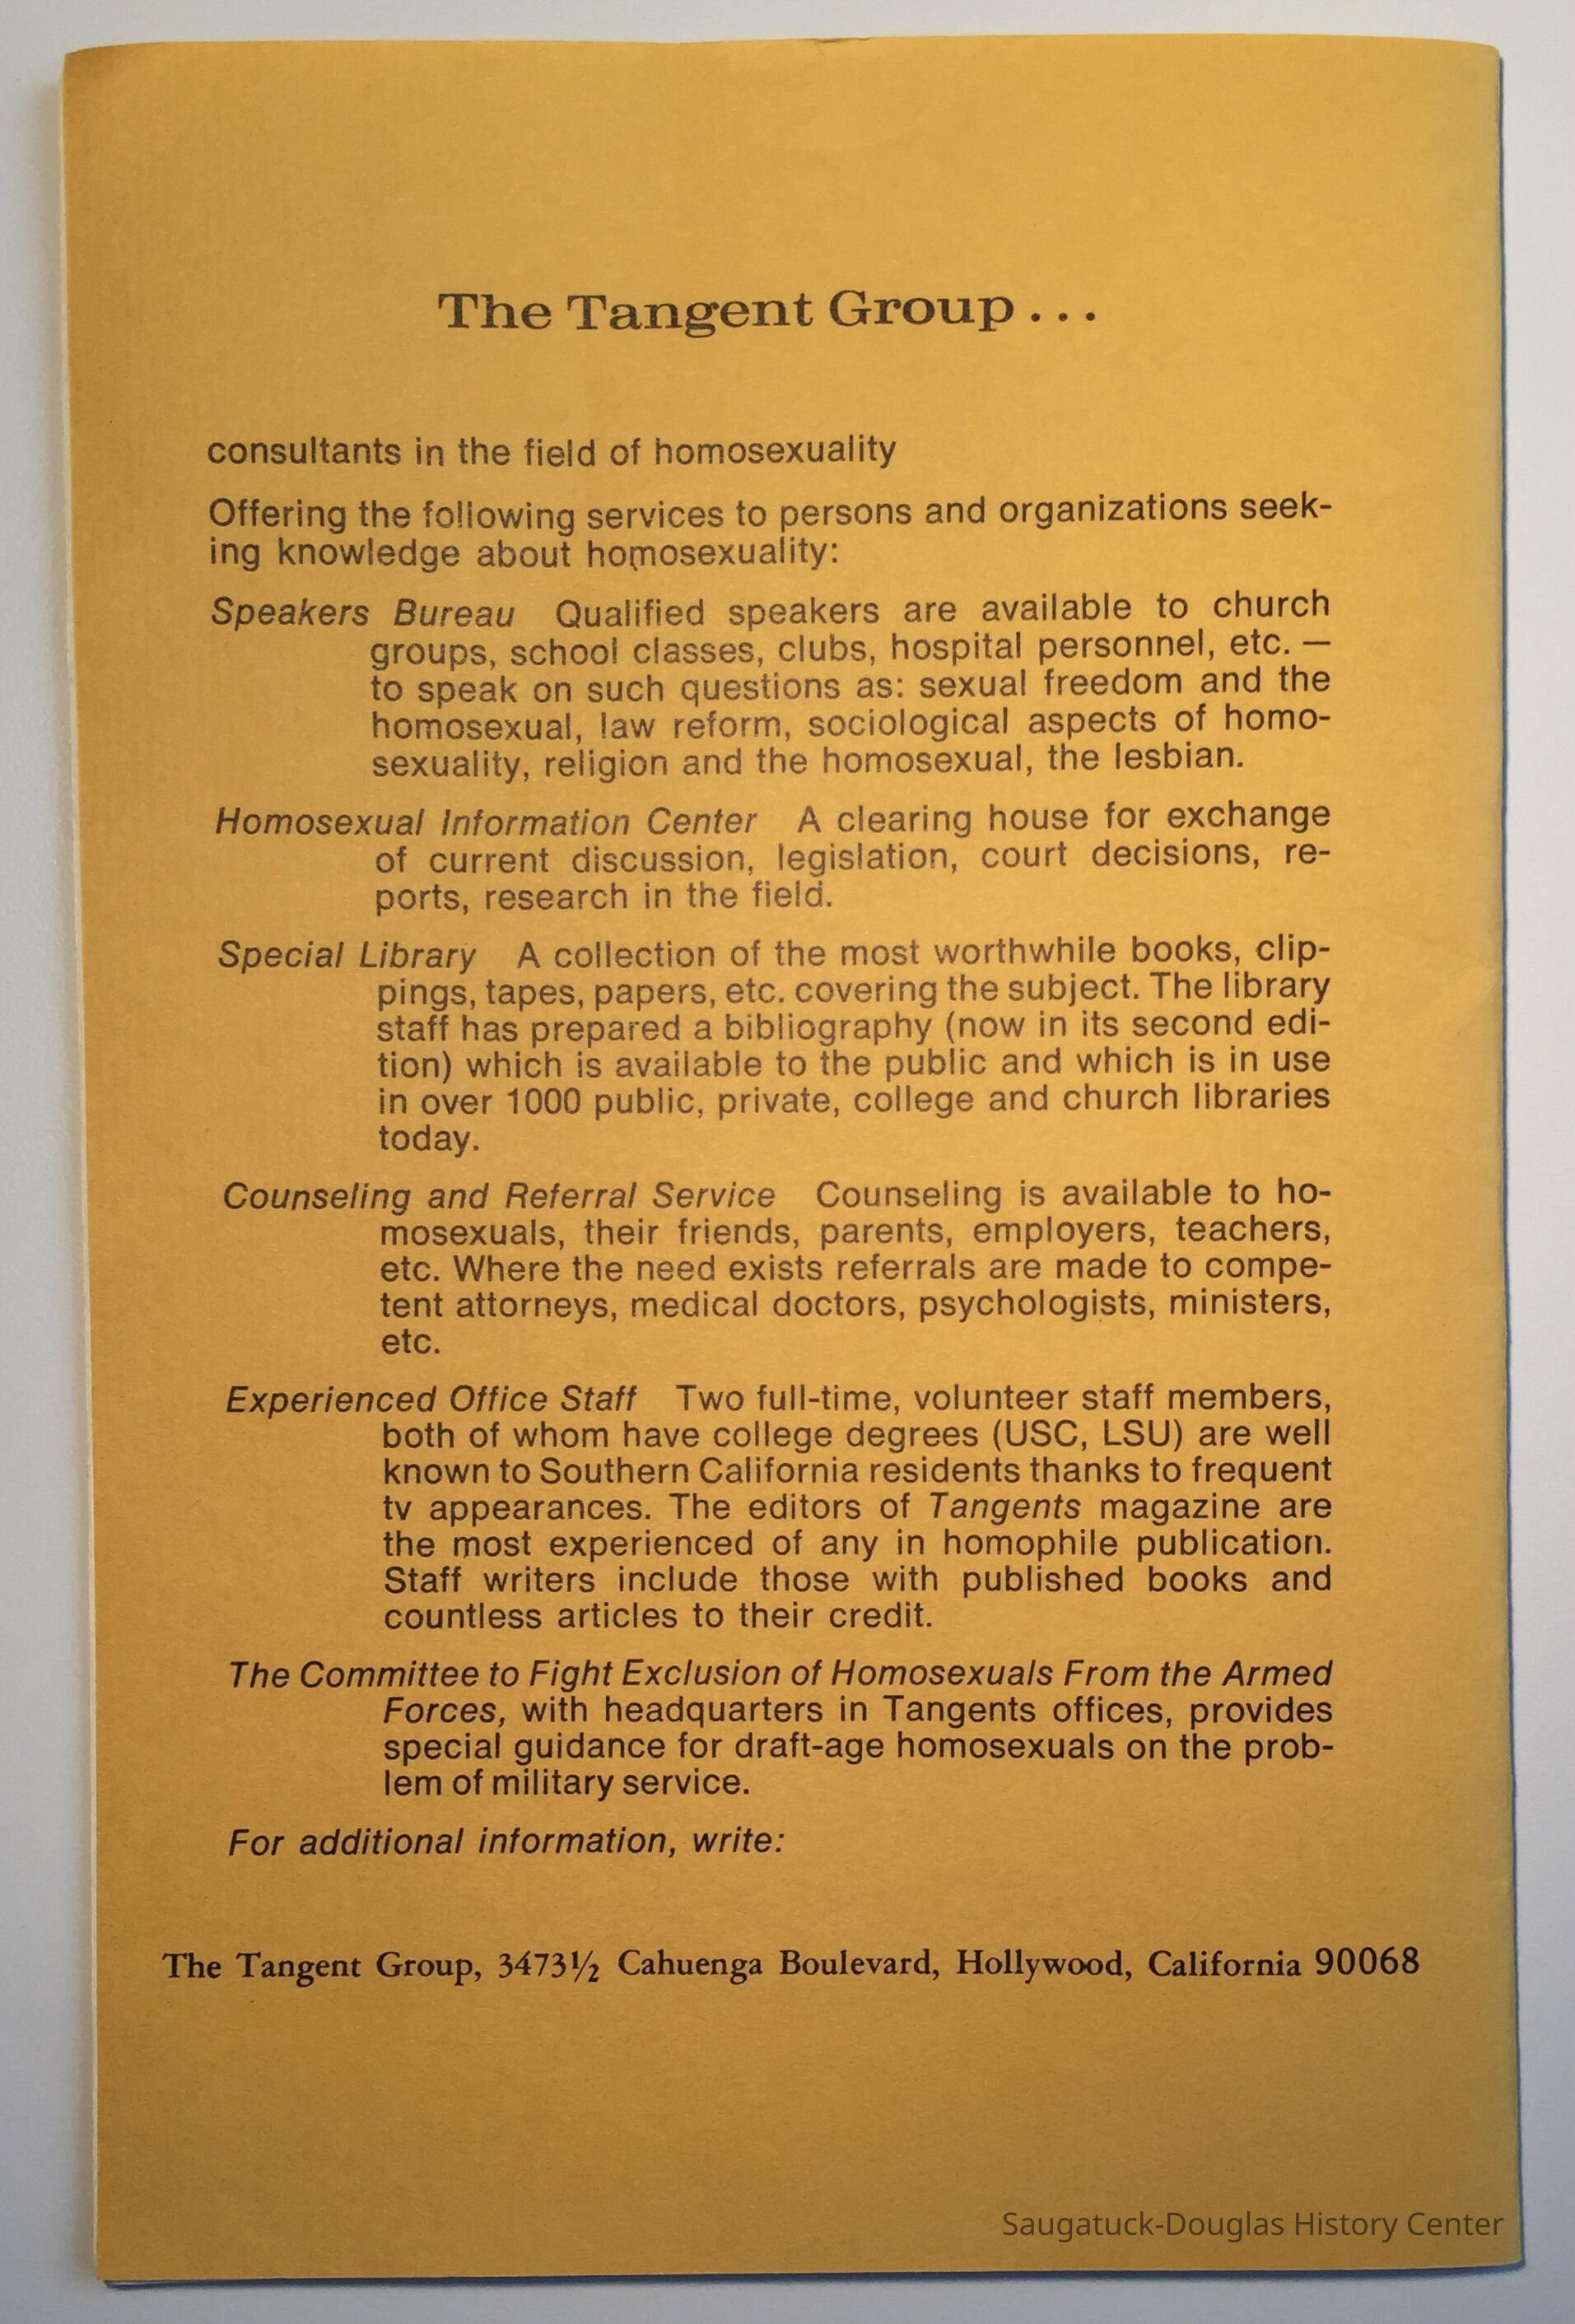 The Tangent Group...
consultants in the field of homosexuality
Offering the following services to persons and organizations seek-
ing knowledge about homosexuality:
Speakers Bureau Qualified speakers are available to church
groups, school classes, clubs, hospital personnel, etc. —
to speak on such questions as: sexual freedom and the
homosexual, law reform, sociological aspects of homo-
sexuality, religion and the homosexual, the lesbian.
Homosexual Information Center A clearing house for exchange
of current discussion, legislation, court decisions, re-
ports, research in the field.
Special Library A collection of the most worthwhile books, clip-
pings, tapes, papers, etc. covering the subject. The library
staff has prepared a bibliography (now in its second edi-
tion) which is available to the public and which is in use
in over 1000 public, private, college and church libraries
today.
Counseling and Referral Service Counseling is available to ho-
mosexuals, their friends, parents, employers, teachers,
etc. Where the need exists referrals are made to compe-
tent attorneys, medical doctors, psychologists, ministers,
etc.
Experienced Office Staff Two full-time, volunteer staff members,
both of whom have college degrees (USC, LSU) are well
known to Southern California residents thanks to frequent
tv appearances. The editors of Tangents magazine are
the most experienced of any in homophile publication.
Staff writers include those with published books and
countless articles to their credit.
The Committee to Fight Exclusion of Homosexuals From the Armed
Forces, with headquarters in Tangents offices, provides
special guidance for draft-age homosexuals on the prob-
lem of military service.
For additional information, write:
The Tangent Group, 3473½ Cahuenga Boulevard, Hollywood, California 90068
Saugatuck-Douglas History Center